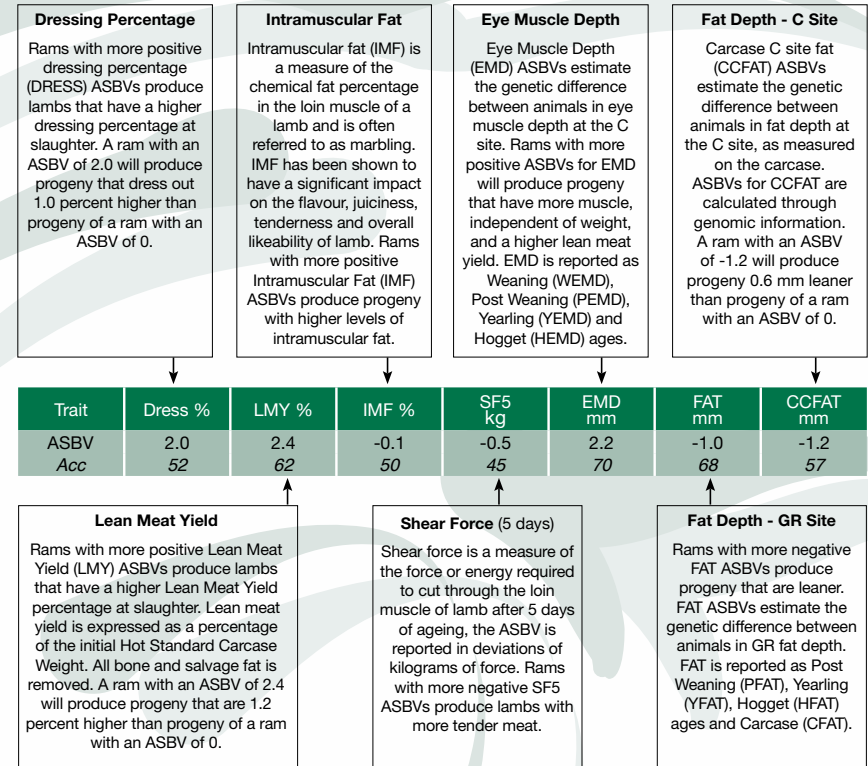 Dressing Percentage
Rams with more positive
dressing percentage
(DRESS) ASBVs produce
lambs that have a higher
dressing percentage at
slaughter. A ram with an
ASBV of 2.0 will produce
progeny that dress out
1.0 percent higher than
progeny of a ram with an
ASBV of 0.
Intramuscular Fat
Intramuscular fat (IMF) is
a measure of the
chemical fat percentage
in the loin muscle of a
lamb and is often
referred to as marbling.
IMF has been shown to
have a significant impact
on the flavour, juiciness,
tenderness and overall
likeability of lamb. Rams
with more positive
Intramuscular Fat (IMF)
ASBVs produce progeny
with higher levels of
intramuscular fat.
Eye Muscle Depth
Eye Muscle Depth
(EMD) ASBVs estimate
the genetic difference
between animals in eye
muscle depth at the C
site. Rams with more
positive ASBVs for EMD
will produce progeny
that have more muscle,
independent of weight,
and a higher lean meat
yield. EMD is reported as
Weaning (WEMD),
Post Weaning (PEMD),
Yearling (YEMD) and
Hogget (HEMD) ages.
Fat Depth - C Site
Carcase C site fat
(CCFAT) ASBVs
estimate the genetic
difference between
animals in fat depth at
the C site, as measured
on the carcase.
ASBVs for CCFAT are
calculated through
genomic information.
A ram with an ASBV
of -1.2 will produce
progeny 0.6 mm leaner
than progeny of a ram
with an ASBV of 0.
Trait Dress % LMY % IMF % SF5 kg EMD mm FAT mm CCFAT mm
ASBV 2.0 2.4 -0.1 -0.5 2.2 -1.0 -1.2
Acc 52 62 50 45 70 68 57
Lean Meat Yield
Rams with more positive Lean Meat
Yield (LMY) ASBVs produce lambs
that have a higher Lean Meat Yield
percentage at slaughter. Lean meat
yield is expressed as a percentage
of the initial Hot Standard Carcase
Weight. All bone and salvage fat is
removed. A ram with an ASBV of 2.4
will produce progeny that are 1.2
percent higher than progeny of a ram
with an ASBV of 0.
Shear Force (5 days)
Shear force is a measure of
the force or energy required
to cut through the loin
muscle of lamb after 5 days
of ageing, the ASBV is
reported in deviations of
kilograms of force. Rams
with more negative SF5
ASBVs produce lambs with
more tender meat.
Fat Depth - GR Site
Rams with more negative
FAT ASBVs produce
progeny that are leaner.
FAT ASBVs estimate the
genetic difference between
animals in GR fat depth.
FAT is reported as Post
Weaning (PFAT), Yearling
(YFAT), Hogget (HFAT)
ages and Carcase (CFAT).